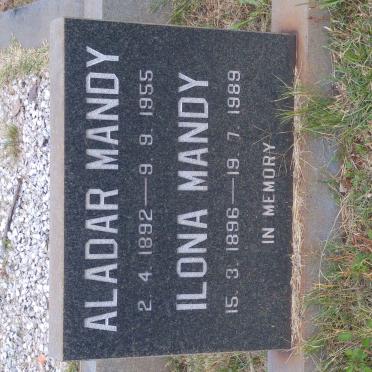 ALADAR MANDY
2. 4. 1892 — 9. 9. 1955
ILONA MANDY
15. 3. 1896 — 19. 7. 1989
IN MEMORY